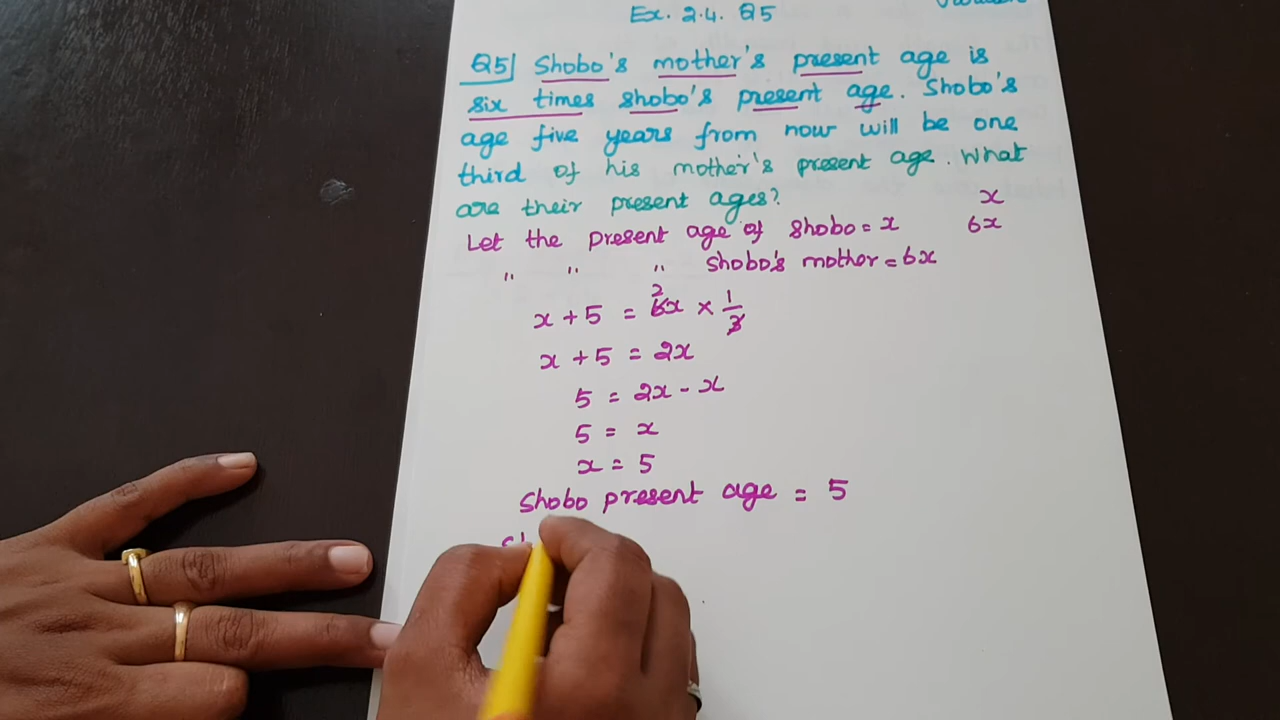 Ex. 2.4. Q5
Q5| Shobo's mother's present age is
six times shobo's present age. Shobo's
age five years from now will be one
third of his mother's present age. What
are their present ages?
x
Let the present age of shobo = x
6x
" " " Shobo's mother = 6x
2
x + 5 = 6x × 1/3
x + 5 = 2x
5 = 2x - x
5 = x
x = 5
Shobo present age = 5
Sh